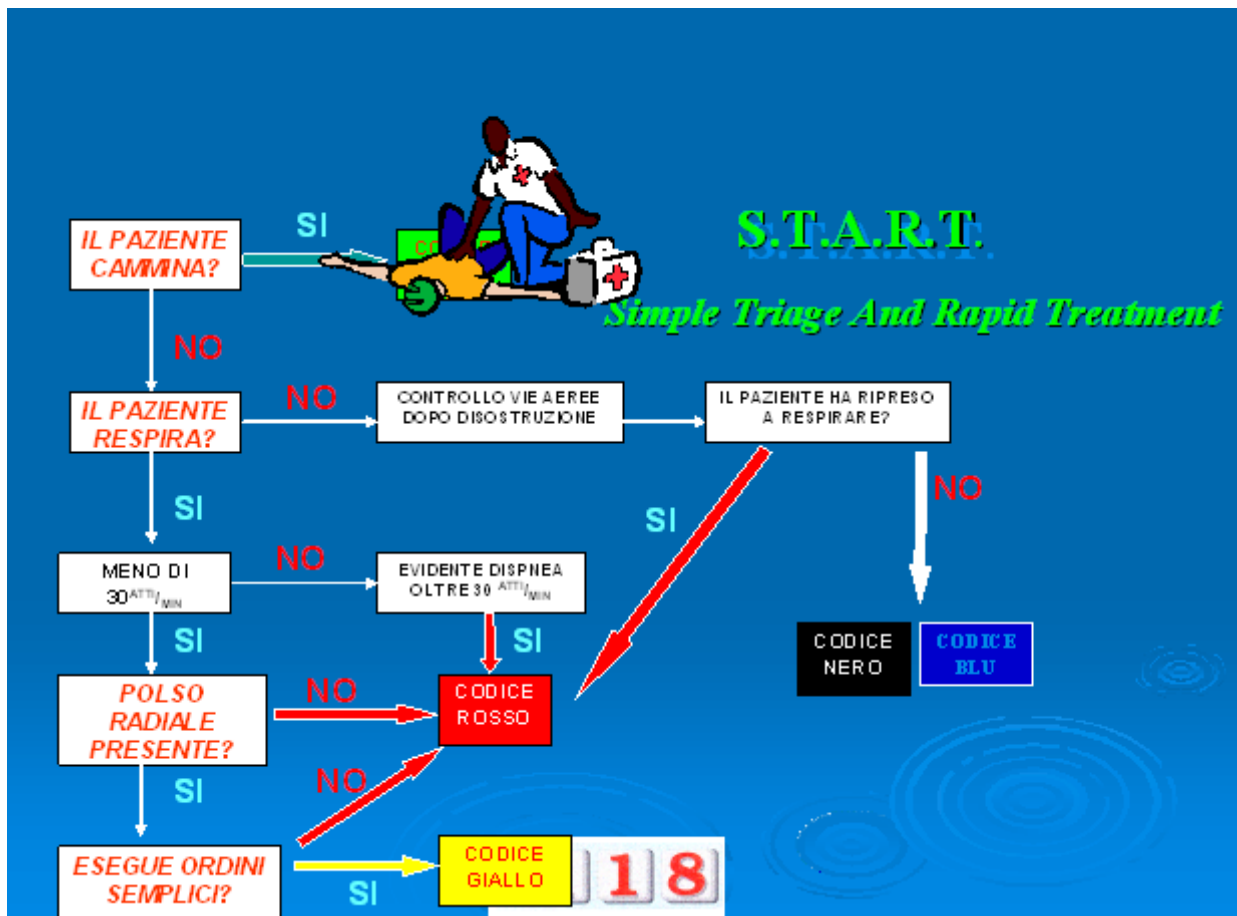 S.T.A.R.T.
Simple Triage And Rapid Treatment
IL PAZIENTE
CAMMINA?
SI
NO
IL PAZIENTE
RESPIRA?
NO
CONTROLLO VIE AEREE
DOPO DISOSTRUZIONE
IL PAZIENTE HA RIPRESO
A RESPIRARE?
SI
SI
NO
MENO DI
30 ATTI/MIN
NO
EVIDENTE DISPNEA
OLTRE 30 ATTI/MIN
SI
SI
CODICE
NERO
CODICE
BLU
POLSO
RADIALE
PRESENTE?
NO
CODICE
ROSSO
SI
NO
ESEGUE ORDINI
SEMPLICI?
SI
CODICE
GIALLO
18